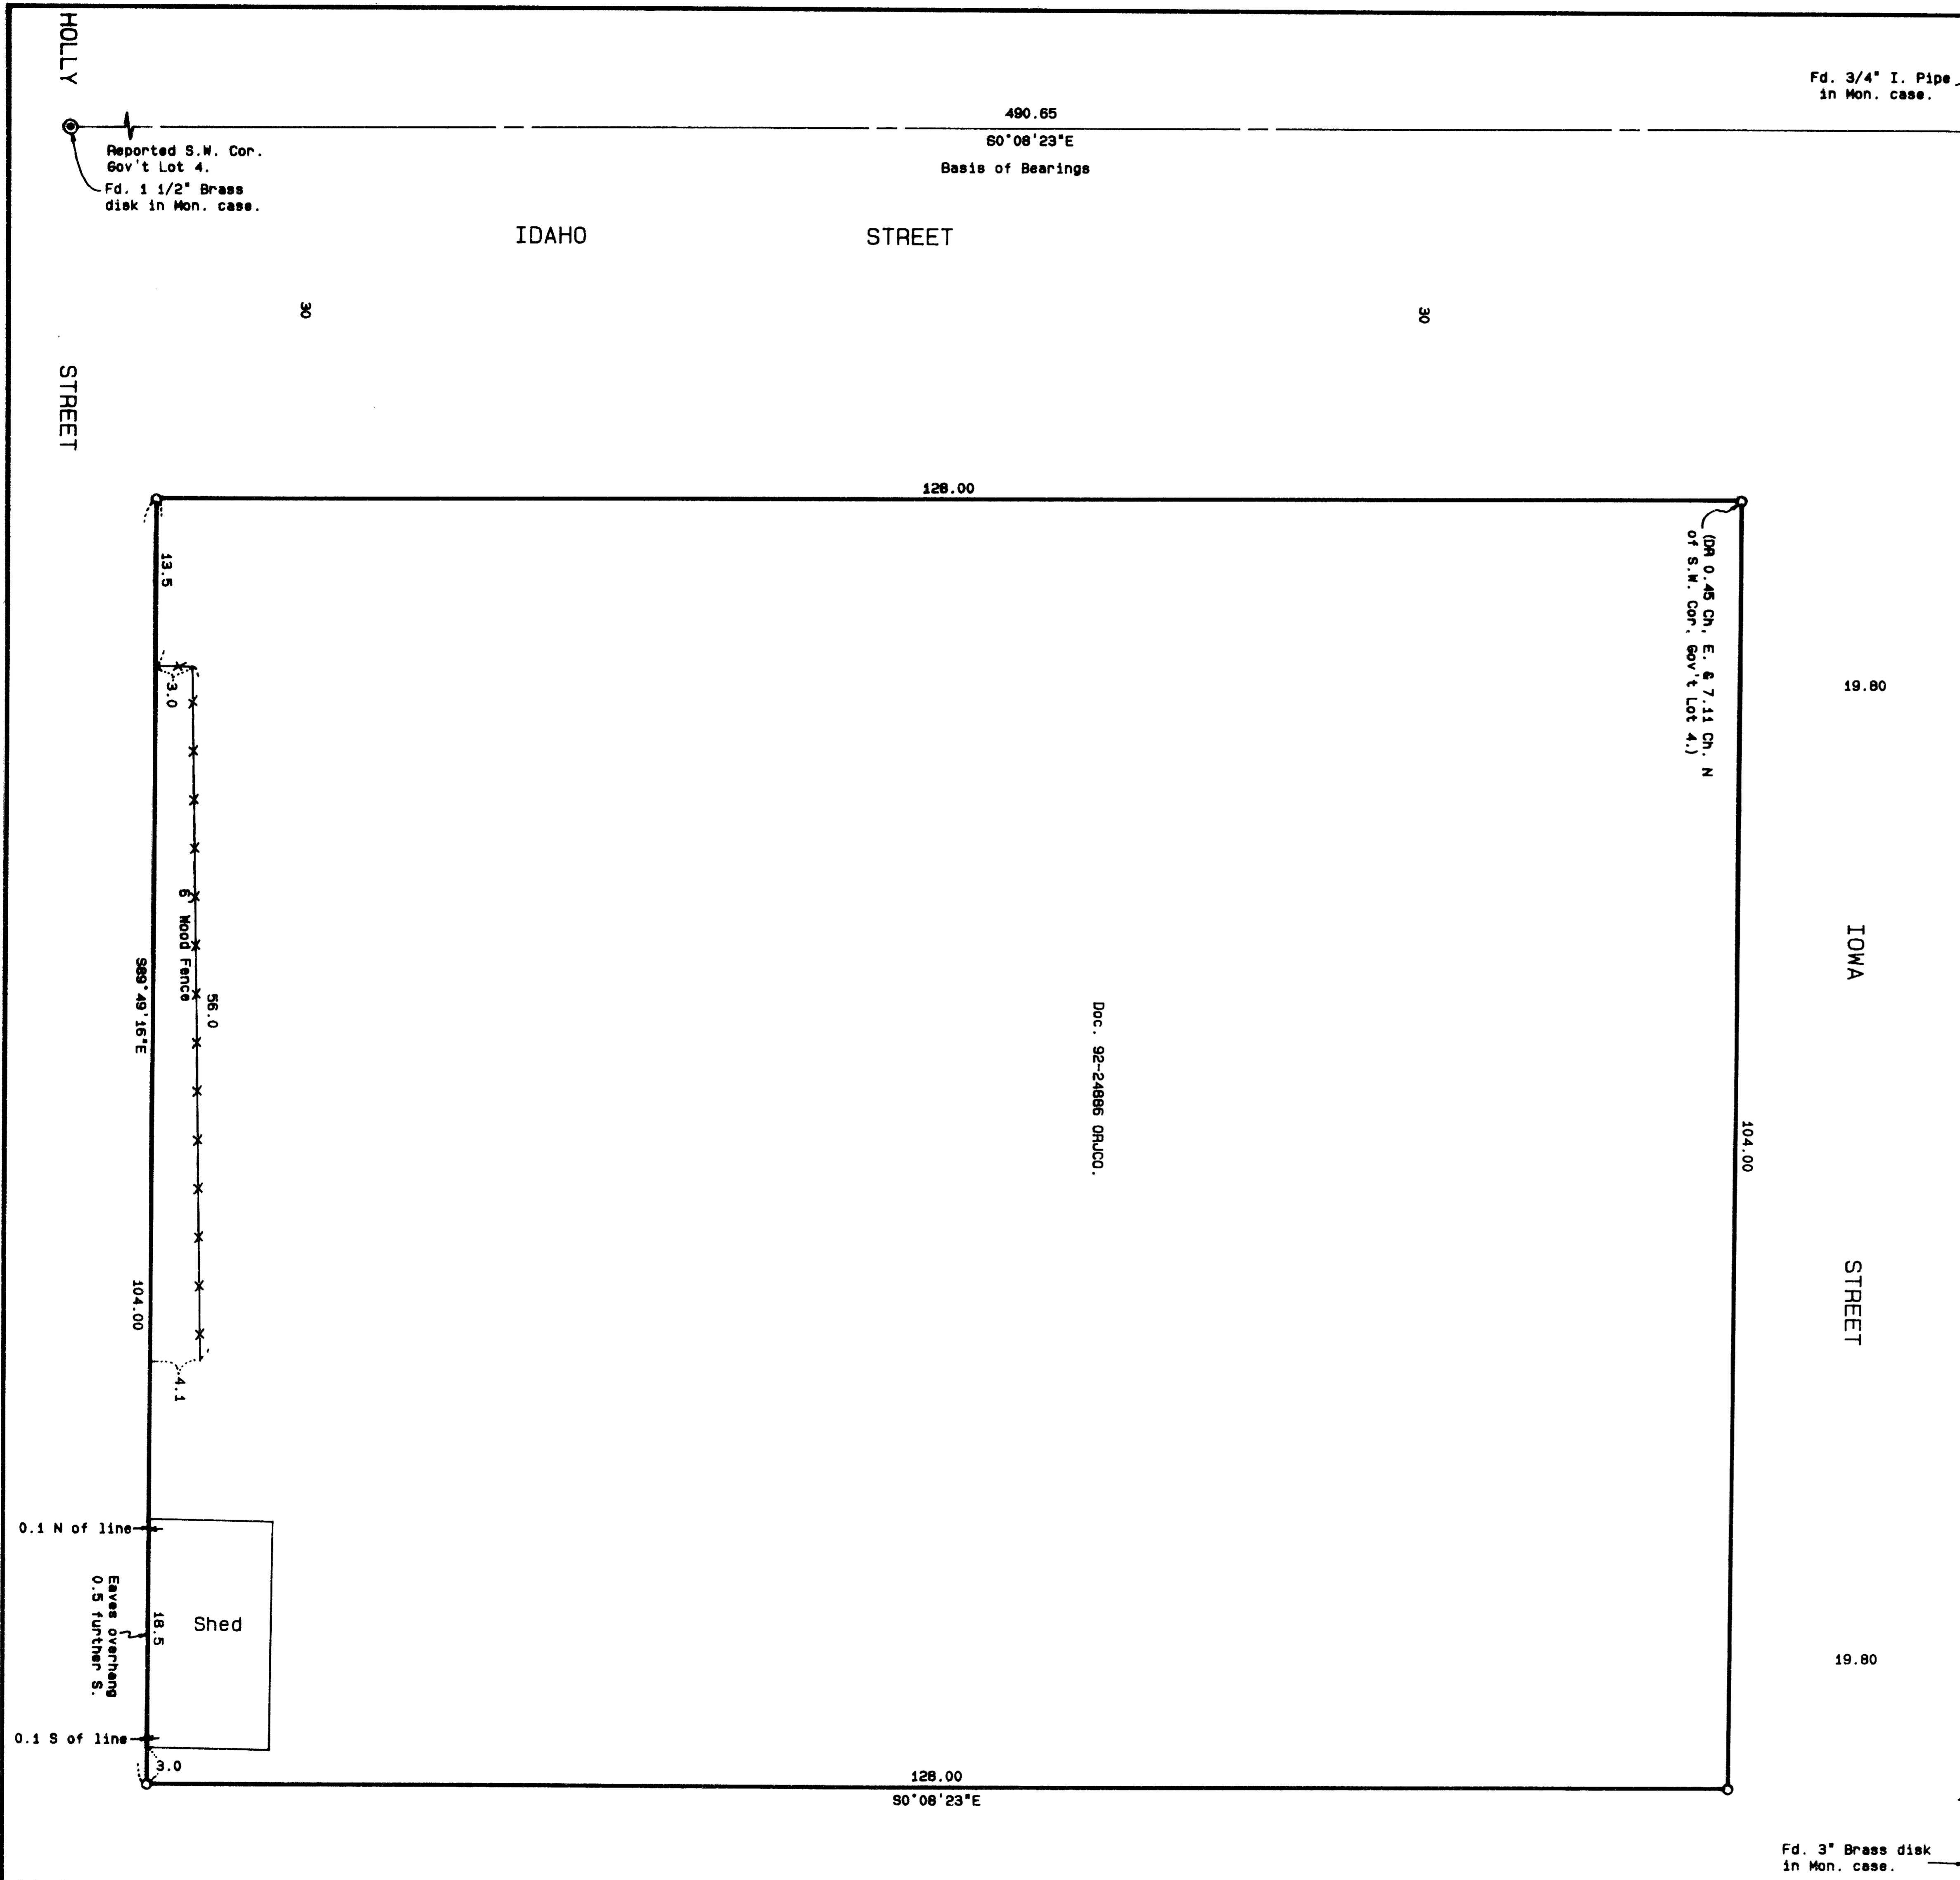 HOLLY
STREET
Fd. 3/4" I. Pipe
in Mon. case.
490.65
S0°08'23"E
Basis of Bearings
Reported S.W. Cor.
Gov't Lot 4.
Fd. 1 1/2" Brass
disk in Mon. case.
IDAHO STREET
30
30
128.00
13.5
3.0
(DR 0.45 Ch. E. & 7.11 Ch. N
of S.W. Cor. Gov't Lot 4.)
19.80
IOWA
STREET
6' Wood Fence
56.0
S89°49'16"E
104.00
Doc. 92-24886 ORJCO.
104.00
4.1
0.1 N of line
Eaves overhang
0.5 further S.
18.5
Shed
0.1 S of line
3.0
19.80
128.00
S0°08'23"E
Fd. 3" Brass disk
in Mon. case.